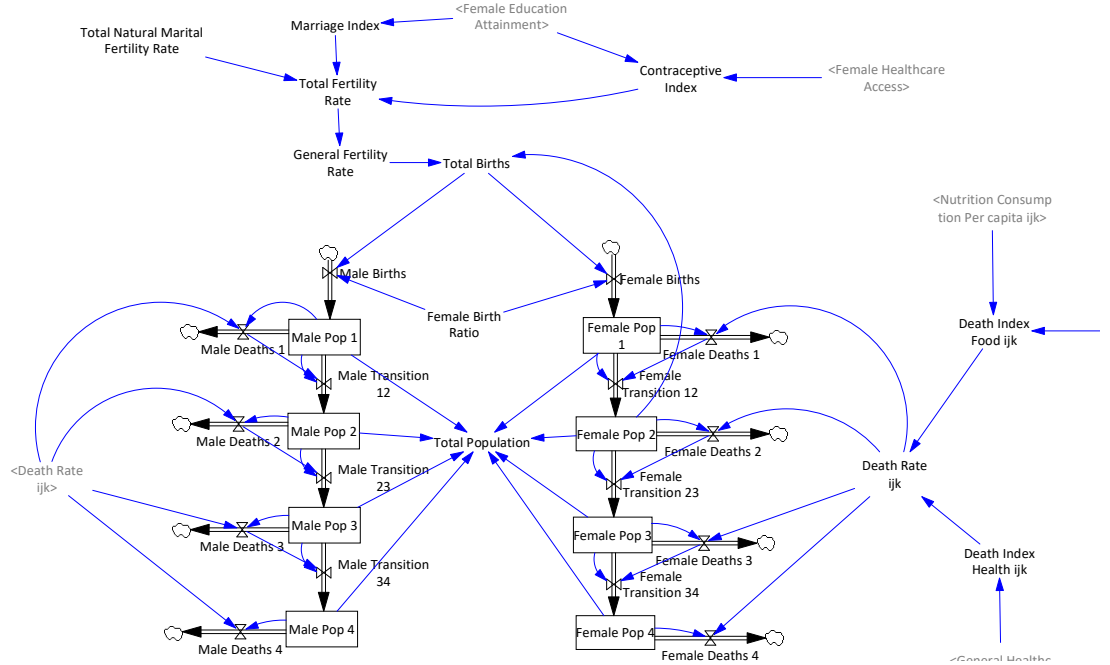 <Female Education
Attainment>
Marriage Index
Total Natural Marital
Fertility Rate
Contraceptive
Index
<Female Healthcare
Access>
Total Fertility
Rate
General Fertility
Rate
Total Births
<Nutrition Consump
tion Per capita ijk>
Male Births
Female Births
Female Birth
Ratio
Male Pop 1
Female Pop
1
Death Index
Food ijk
Male Deaths 1
Female Deaths 1
Male Transition
12
Female
Transition 12
Male Pop 2
Female Pop 2
Male Deaths 2
Total Population
Female Deaths 2
<Death Rate
ijk>
Death Rate
ijk
Male Transition
23
Female
Transition 23
Male Pop 3
Female Pop 3
Male Deaths 3
Female Deaths 3
Death Index
Health ijk
Male Transition
34
Female
Transition 34
Male Pop 4
Female Pop 4
Male Deaths 4
Female Deaths 4
<General Healths